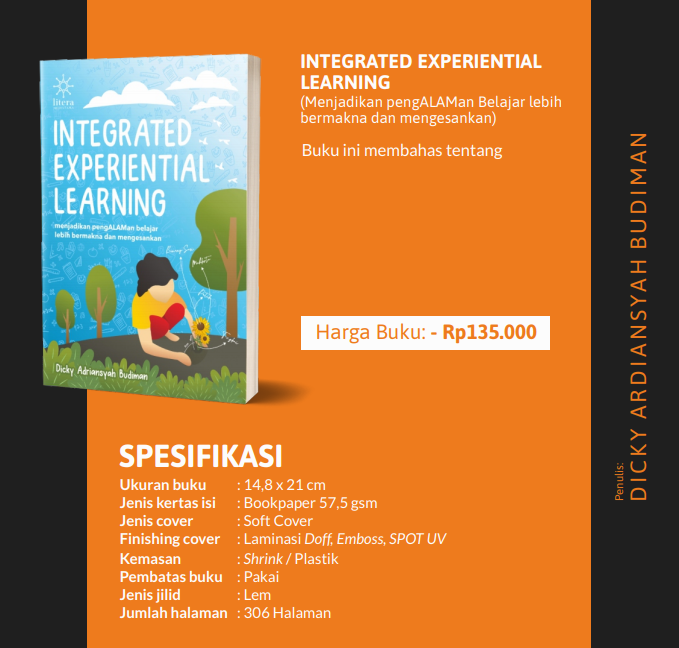 litera
INTEGRATED
EXPERIENTIAL
LEARNING
menjadikan pengALAMan belajar
lebih bermakna dan mengesankan
Dicky Adriansyah Budiman
INTEGRATED EXPERIENTIAL
LEARNING
(Menjadikan pengALAMan Belajar lebih
bermakna dan mengesankan)
Buku ini membahas tentang
Harga Buku: - Rp135.000
SPESIFIKASI
Ukuran buku : 14,8 x 21 cm
Jenis kertas isi : Bookpaper 57,5 gsm
Jenis cover : Soft Cover
Finishing cover : Laminasi Doff, Emboss, SPOT UV
Kemasan : Shrink / Plastik
Pembatas buku : Pakai
Jenis jilid : Lem
Jumlah halaman : 306 Halaman
Penulis:
DICKY ARDIANSYAH BUDIMAN